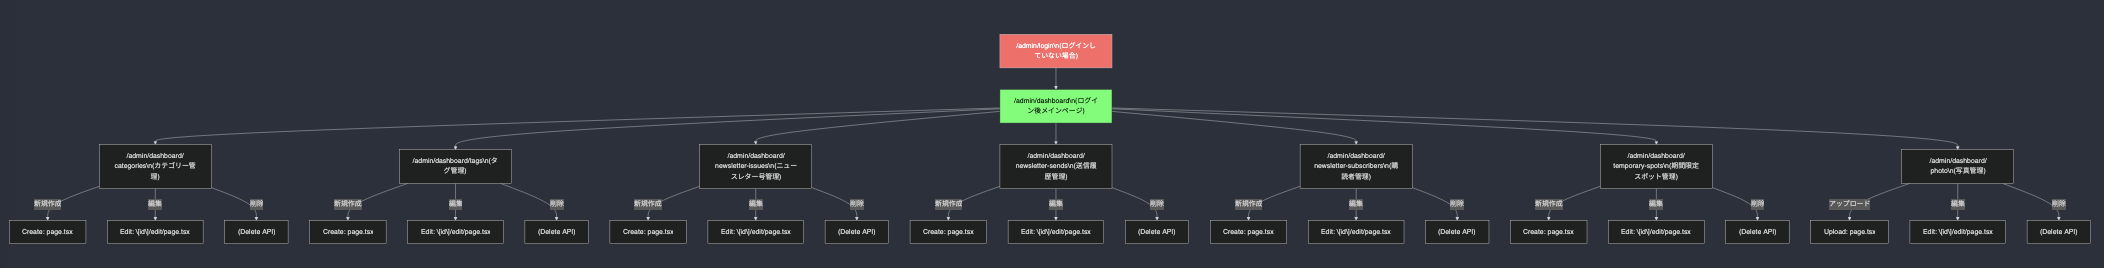 /admin/login\n(ログインし
ていない場合)
/admin/dashboard\n(ログイ
ン後メインページ)
/admin/dashboard/
categories\n(カテゴリー管
理)
/admin/dashboard/tags\n(タ
グ管理)
/admin/dashboard/
newsletter-issues\n(ニュー
スレター号管理)
/admin/dashboard/
newsletter-sends\n(送信履
歴管理)
/admin/dashboard/
newsletter-subscribers\n(購
読者管理)
/admin/dashboard/
temporary-spots\n(期間限定
スポット管理)
/admin/dashboard/
photo\n(写真管理)
新規作成
編集
削除
新規作成
編集
削除
新規作成
編集
削除
新規作成
編集
削除
新規作成
編集
削除
新規作成
編集
削除
アップロード
編集
削除
Create: page.tsx
Edit: \[id\]/edit/page.tsx
(Delete API)
Create: page.tsx
Edit: \[id\]/edit/page.tsx
(Delete API)
Create: page.tsx
Edit: \[id\]/edit/page.tsx
(Delete API)
Create: page.tsx
Edit: \[id\]/edit/page.tsx
(Delete API)
Create: page.tsx
Edit: \[id\]/edit/page.tsx
(Delete API)
Create: page.tsx
Edit: \[id\]/edit/page.tsx
(Delete API)
Upload: page.tsx
Edit: \[id\]/edit/page.tsx
(Delete API)